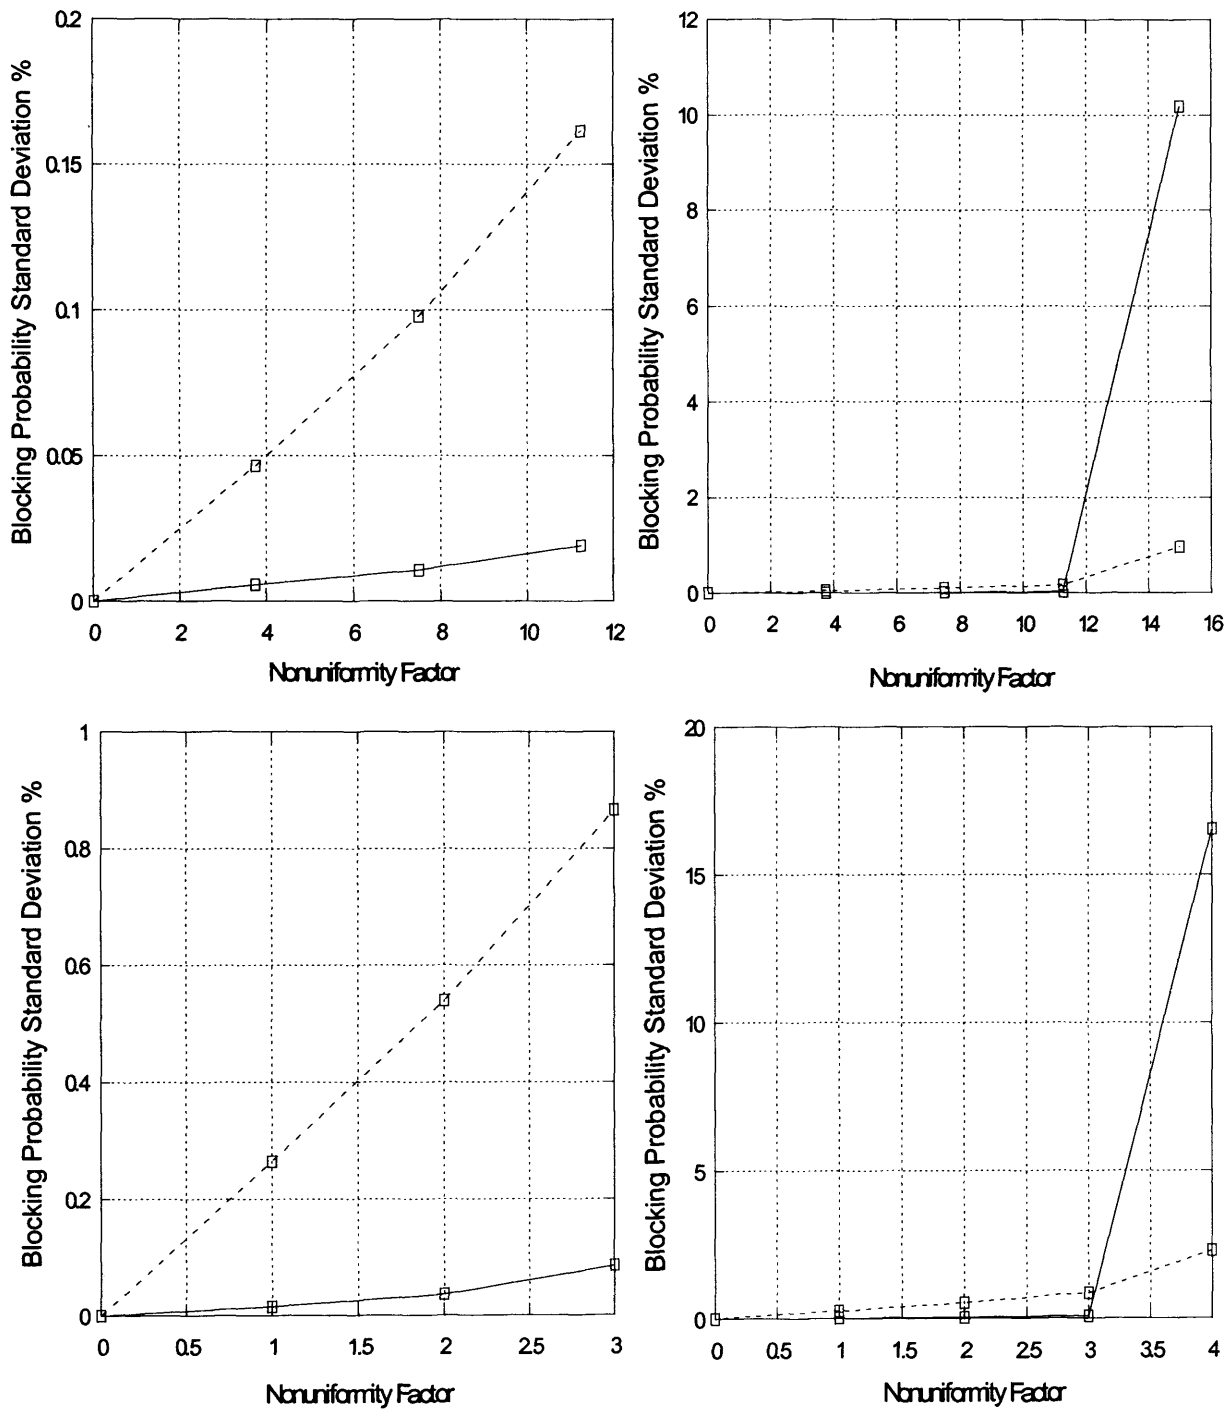 Blocking Probability Standard Deviation %
0.2
0.15
0.1
0.05
0
0 2 4 6 8 10 12
Nonuniformity Factor
Blocking Probability Standard Deviation %
12
10
8
6
4
2
0
0 2 4 6 8 10 12 14 16
Nonuniformity Factor
Blocking Probability Standard Deviation %
1
0.8
0.6
0.4
0.2
0
0 0.5 1 1.5 2 2.5 3
Nonuniformity Factor
Blocking Probability Standard Deviation %
20
15
10
5
0
0 0.5 1 1.5 2 2.5 3 3.5 4
Nonuniformity Factor